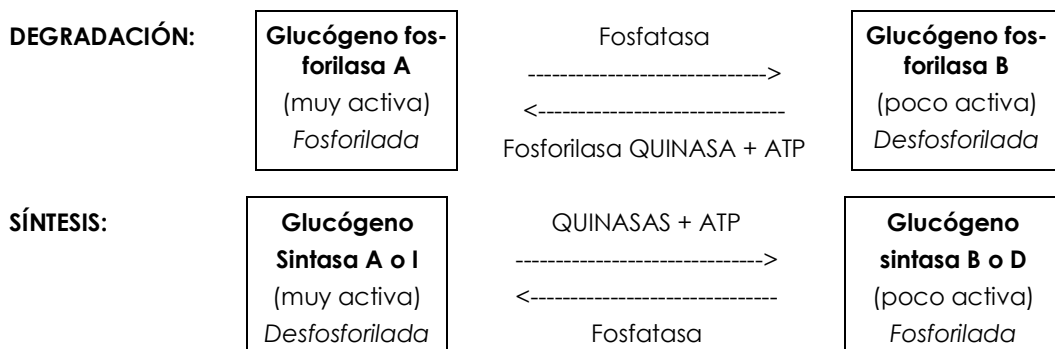 DEGRADACIÓN:
Glucógeno fos-
forilasa A
(muy activa)
Fosforilada
Fosfatasa
------------------------------>
<-------------------------------
Fosforilasa QUINASA + ATP
Glucógeno fos-
forilasa B
(poco activa)
Desfosforilada
SÍNTESIS:
Glucógeno
Sintasa A o I
(muy activa)
Desfosforilada
QUINASAS + ATP
------------------------------->
<-------------------------------
Fosfatasa
Glucógeno
sintasa B o D
(poco activa)
Fosforilada